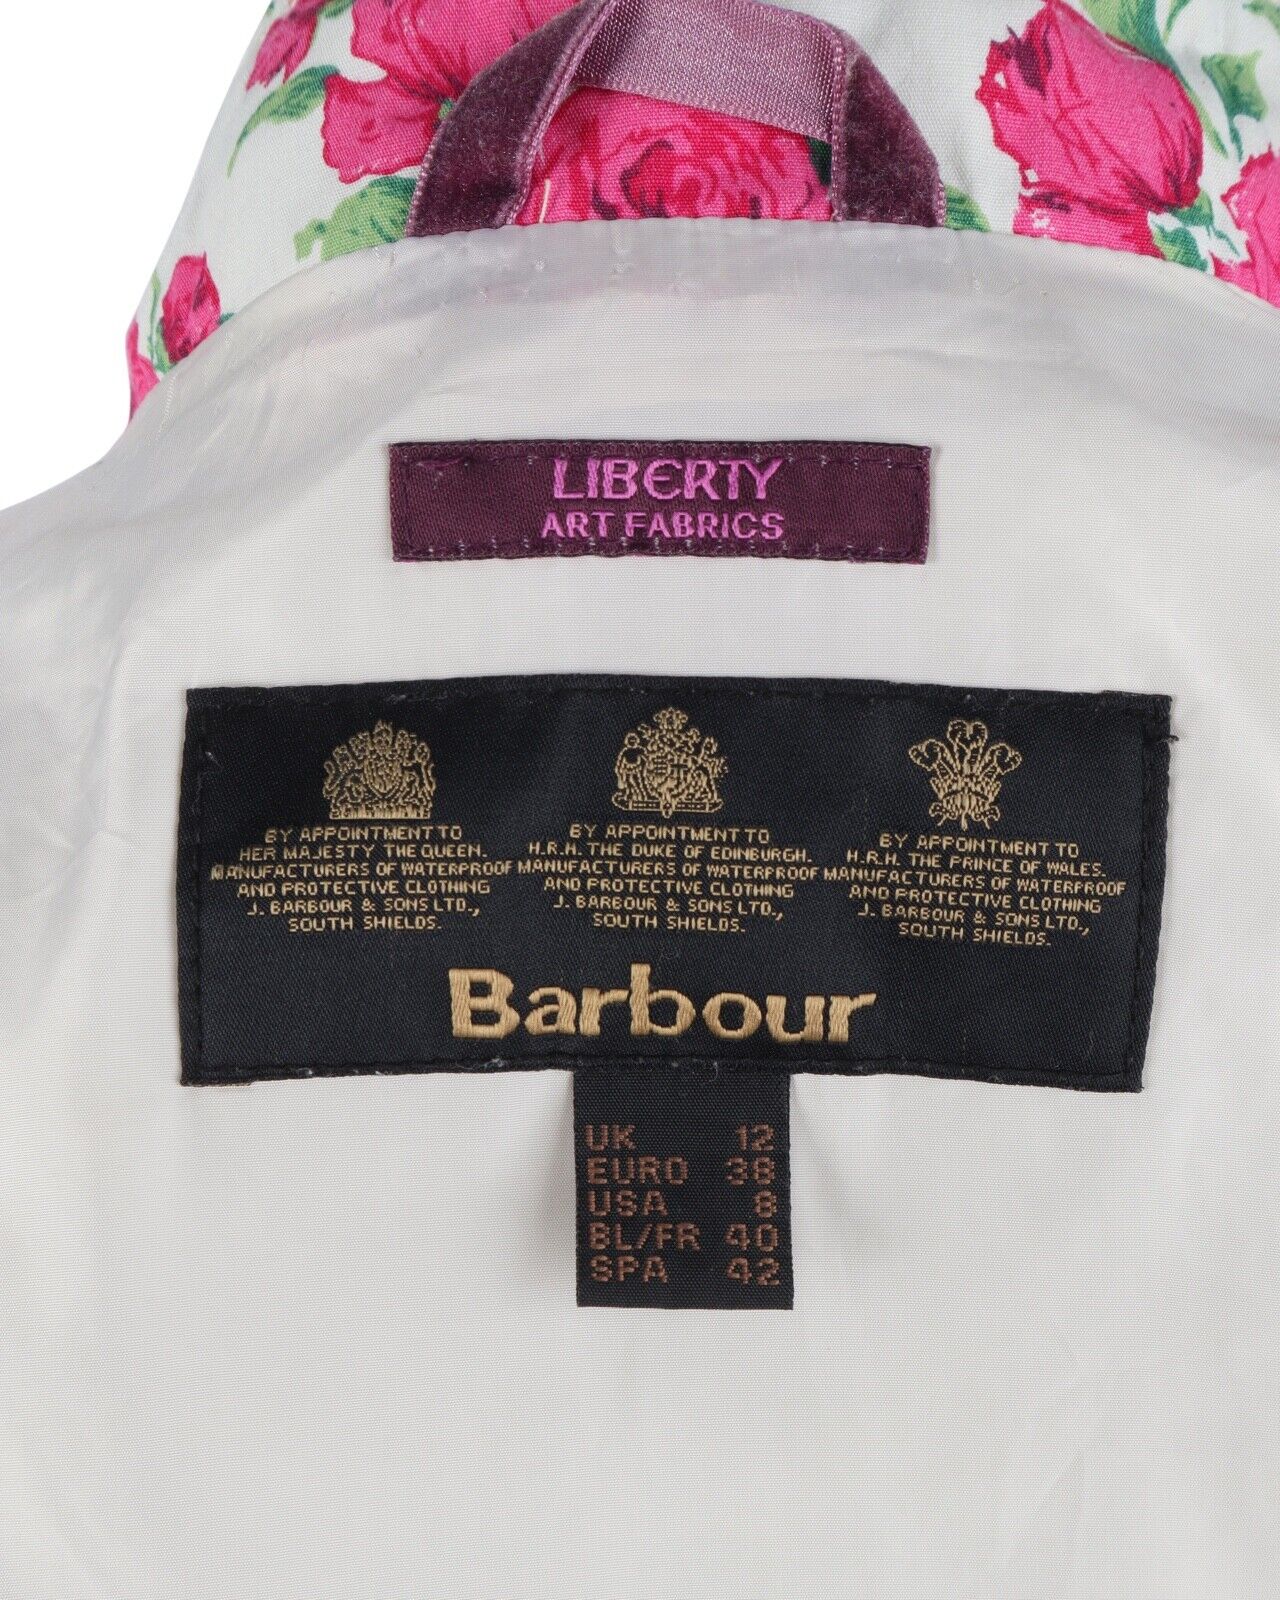 LIBERTY
ART FABRICS
BY APPOINTMENT TO
HER MAJESTY THE QUEEN.
MANUFACTURERS OF WATERPROOF
AND PROTECTIVE CLOTHING
J. BARBOUR & SONS LTD.,
SOUTH SHIELDS.
BY APPOINTMENT TO
H.R.H. THE DUKE OF EDINBURGH.
MANUFACTURERS OF WATERPROOF
AND PROTECTIVE CLOTHING
J. BARBOUR & SONS LTD.,
SOUTH SHIELDS.
BY APPOINTMENT TO
H.R.H. THE PRINCE OF WALES.
MANUFACTURERS OF WATERPROOF
AND PROTECTIVE CLOTHING
J. BARBOUR & SONS LTD.,
SOUTH SHIELDS.
Barbour
UK 12
EURO 38
USA 8
BL/FR 40
SPA 42